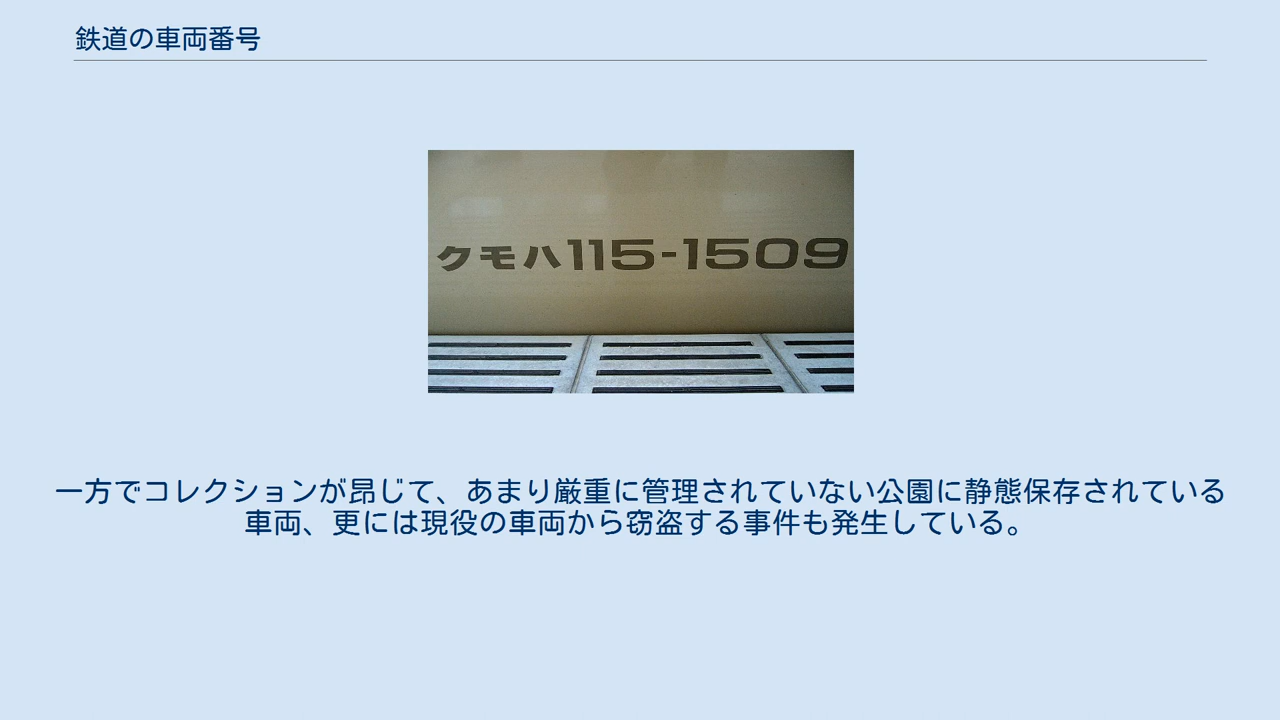 鉄道の車両番号
クモハ115-1509
一方でコレクションが昂じて、あまり厳重に管理されていない公園に静態保存されている
車両、更には現役の車両から窃盗する事件も発生している。